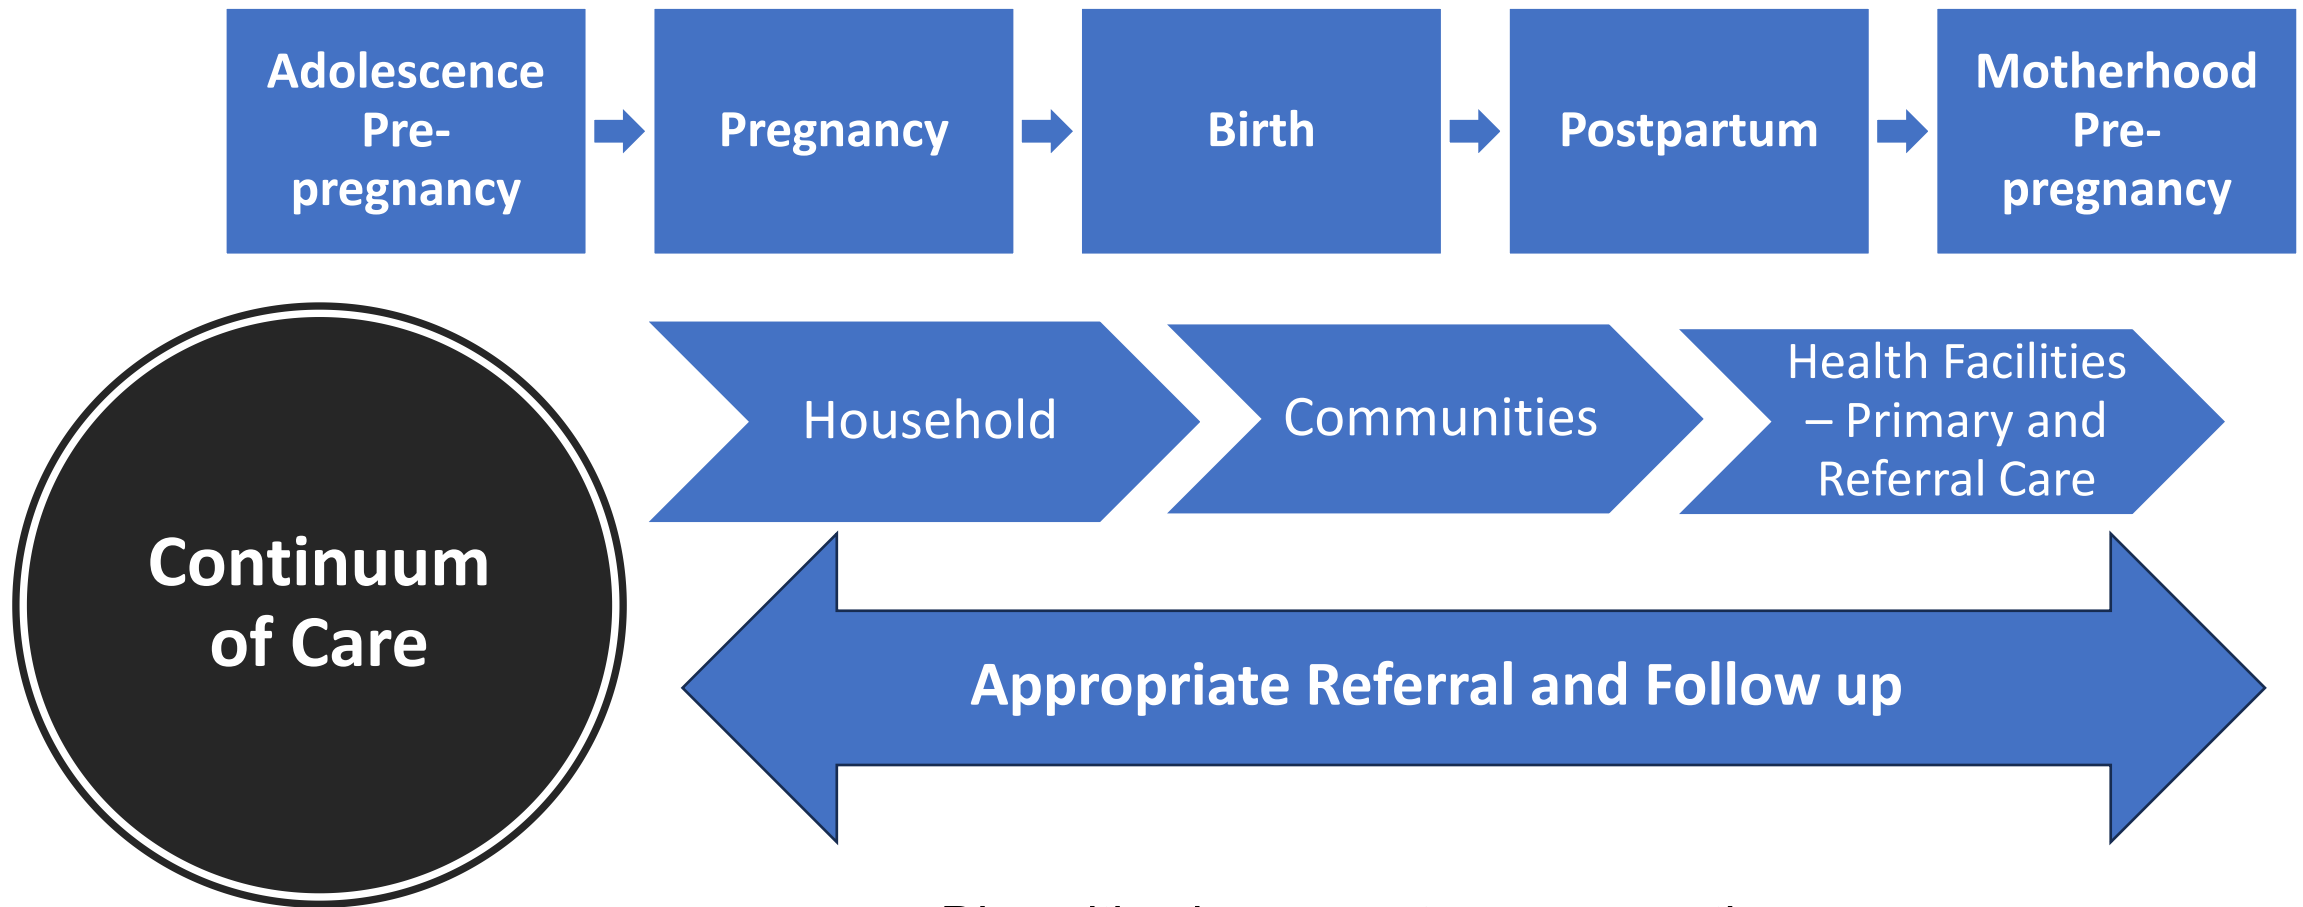 Adolescence
Pre-
pregnancy
Pregnancy
Birth
Postpartum
Motherhood
Pre-
pregnancy
Household
Communities
Health Facilities
– Primary and
Referral Care
Continuum
of Care
Appropriate Referral and Follow up